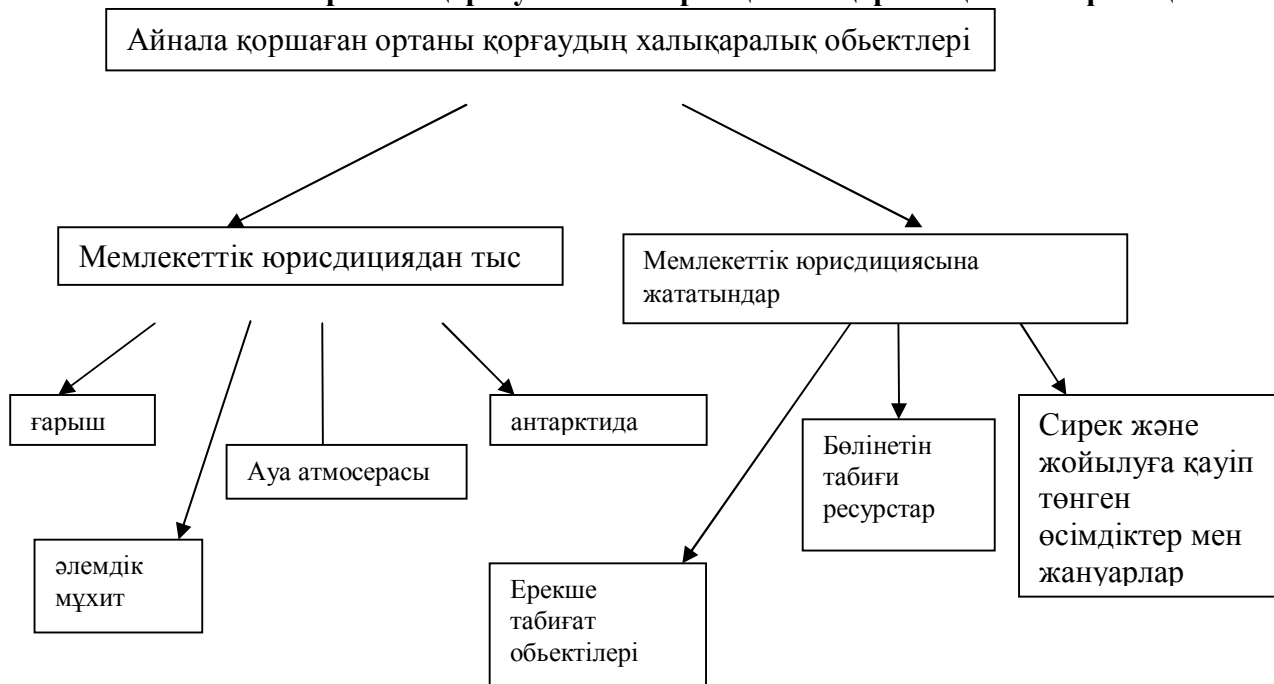 Айнала қоршаған ортаны қорғаудың халықаралық обьектлері
Мемлекеттік юрисдициядан тыс
Мемлекеттік юрисдициясына
жататындар
ғарыш
әлемдік
мұхит
Ауа атмосерасы
антарктида
Ерекше
табиғат
обьектілері
Бөлінетін
табиғи
ресурстар
Сирек және
жойылуға қауіп
төнген
өсімдіктер мен
жануарлар